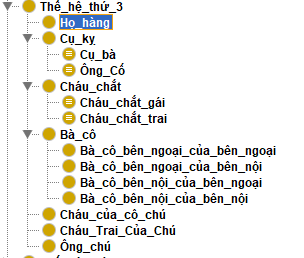 Thế_hệ_thứ_3
Họ_hàng
Cụ_kỵ
Cụ_bà
Ông_Cố
Cháu_chắt
Cháu_chắt_gái
Cháu_chắt_trai
Bà_cô
Bà_cô_bên_ngoại_của_bên_ngoại
Bà_cô_bên_ngoại_của_bên_nội
Bà_cô_bên_nội_của_bên_ngoại
Bà_cô_bên_nội_của_bên_nội
Cháu_của_cô_chú
Cháu_Trai_Của_Chú
Ông_chú